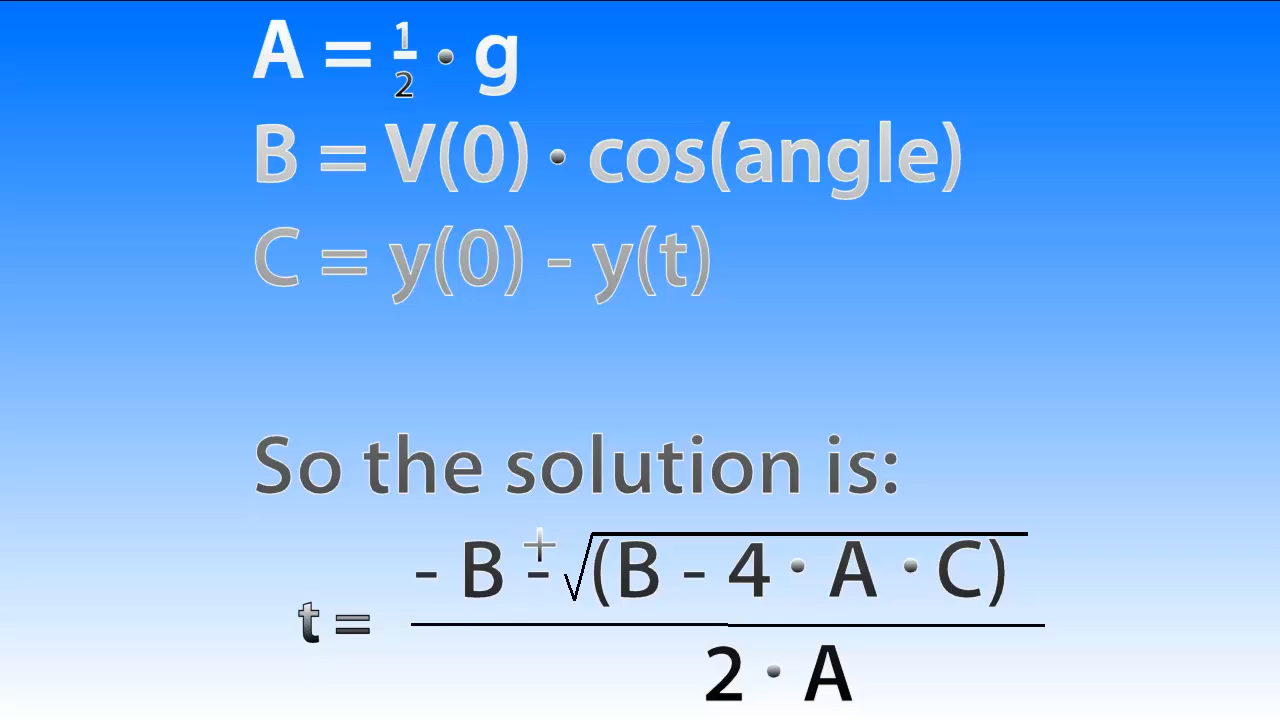 A = 1/2 · g
B = V(0) · cos(angle)
C = y(0) - y(t)
So the solution is:
t = - B ± √(B - 4 · A · C)
2 · A